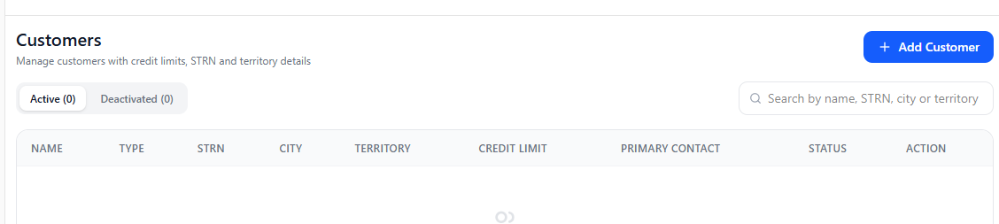 Customers
Manage customers with credit limits, STRN and territory details
Add Customer
Active (0) Deactivated (0)
Search by name, STRN, city or territory
NAME TYPE STRN CITY TERRITORY CREDIT LIMIT PRIMARY CONTACT STATUS ACTION